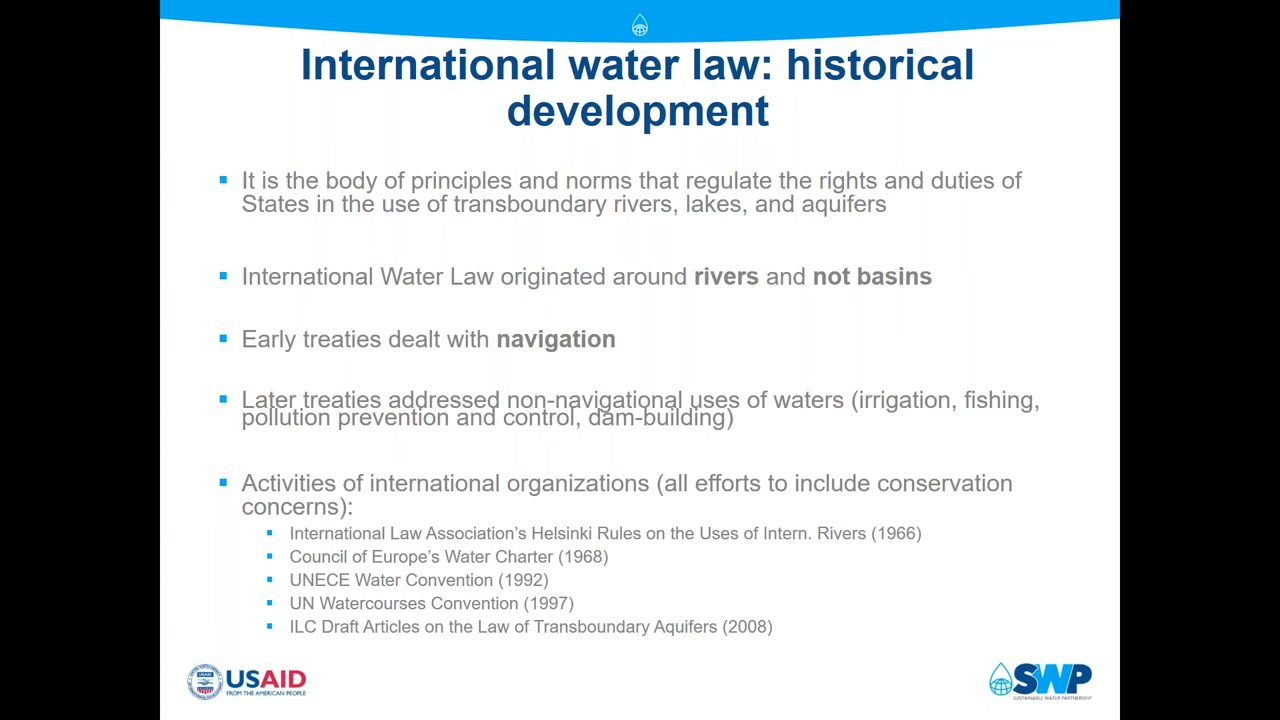 International water law: historical
development
▪ It is the body of principles and norms that regulate the rights and duties of
States in the use of transboundary rivers, lakes, and aquifers
▪ International Water Law originated around rivers and not basins
▪ Early treaties dealt with navigation
▪ Later treaties addressed non-navigational uses of waters (irrigation, fishing,
pollution prevention and control, dam-building)
▪ Activities of international organizations (all efforts to include conservation
concerns):
▪ International Law Association’s Helsinki Rules on the Uses of Intern. Rivers (1966)
▪ Council of Europe’s Water Charter (1968)
▪ UNECE Water Convention (1992)
▪ UN Watercourses Convention (1997)
▪ ILC Draft Articles on the Law of Transboundary Aquifers (2008)
USAID
FROM THE AMERICAN PEOPLE
SWP
SUSTAINABLE WATER PARTNERSHIP